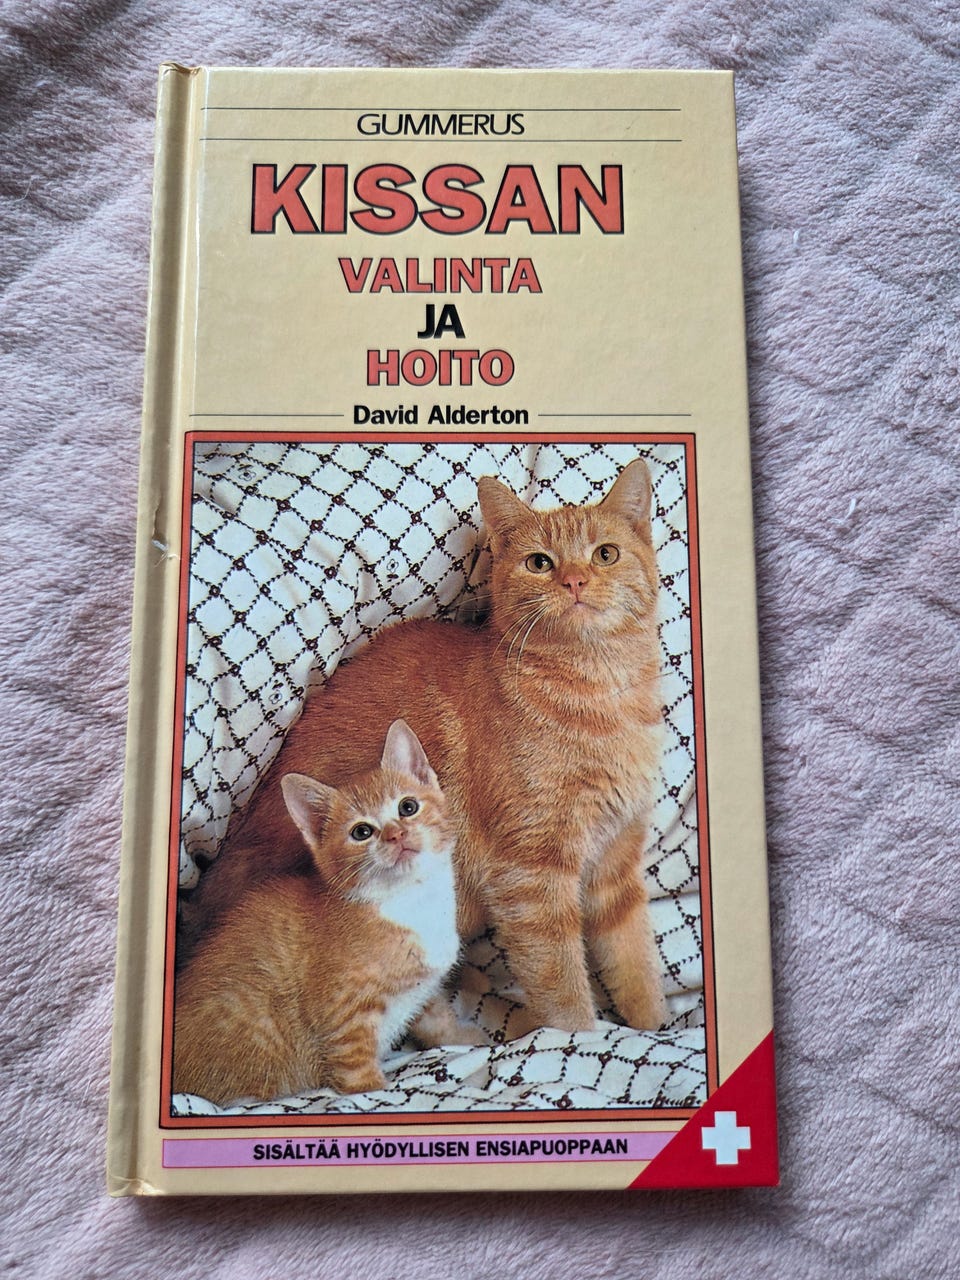 GUMMERUS
KISSAN
VALINTA
JA
HOITO
David Alderton
SISÄLTÄÄ HYÖDYLLISEN ENSIAPUOPPAAN